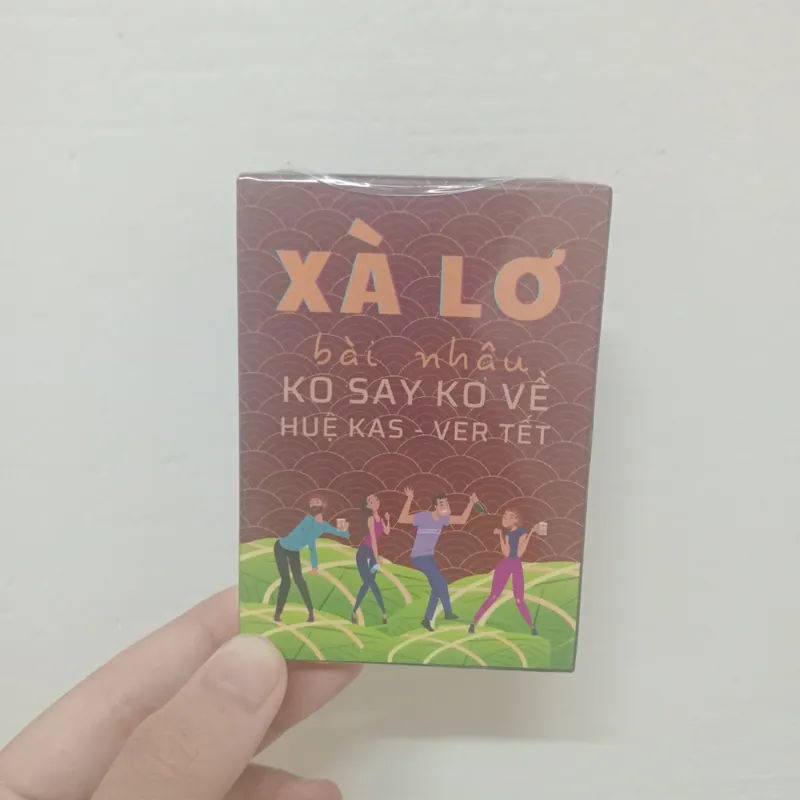 XÀ LƠ
bài nhậu
KO SAY KO VỀ
HUỆ KAS - VER TẾT